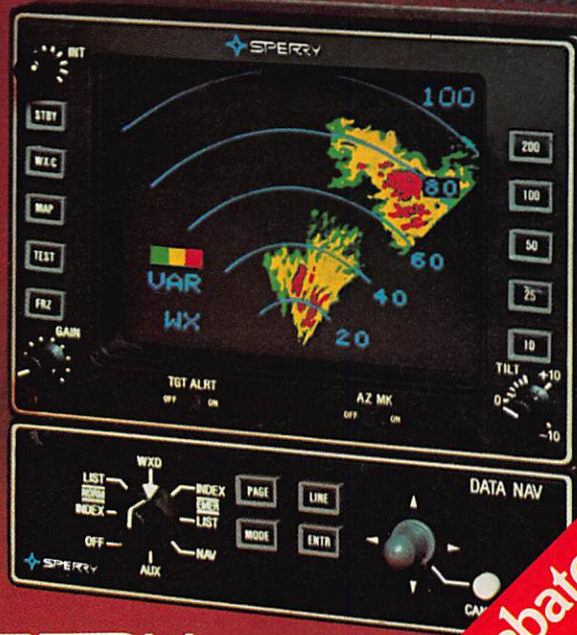 SPERRY
INT
STBY
WXC
MAP
TEST
FRZ
GAIN
100
80
60
40
20
VAR
WX
200
100
50
25
10
TILT
+10
0
-10
TGT ALRT
OFF ON
AZ MK
OFF ON
WXD
LIST
NORM
INDEX
OFF
AUX
INDEX
EMER
LIST
NAV
PAGE
LINE
MODE
ENTR
DATA NAV
SPERRY